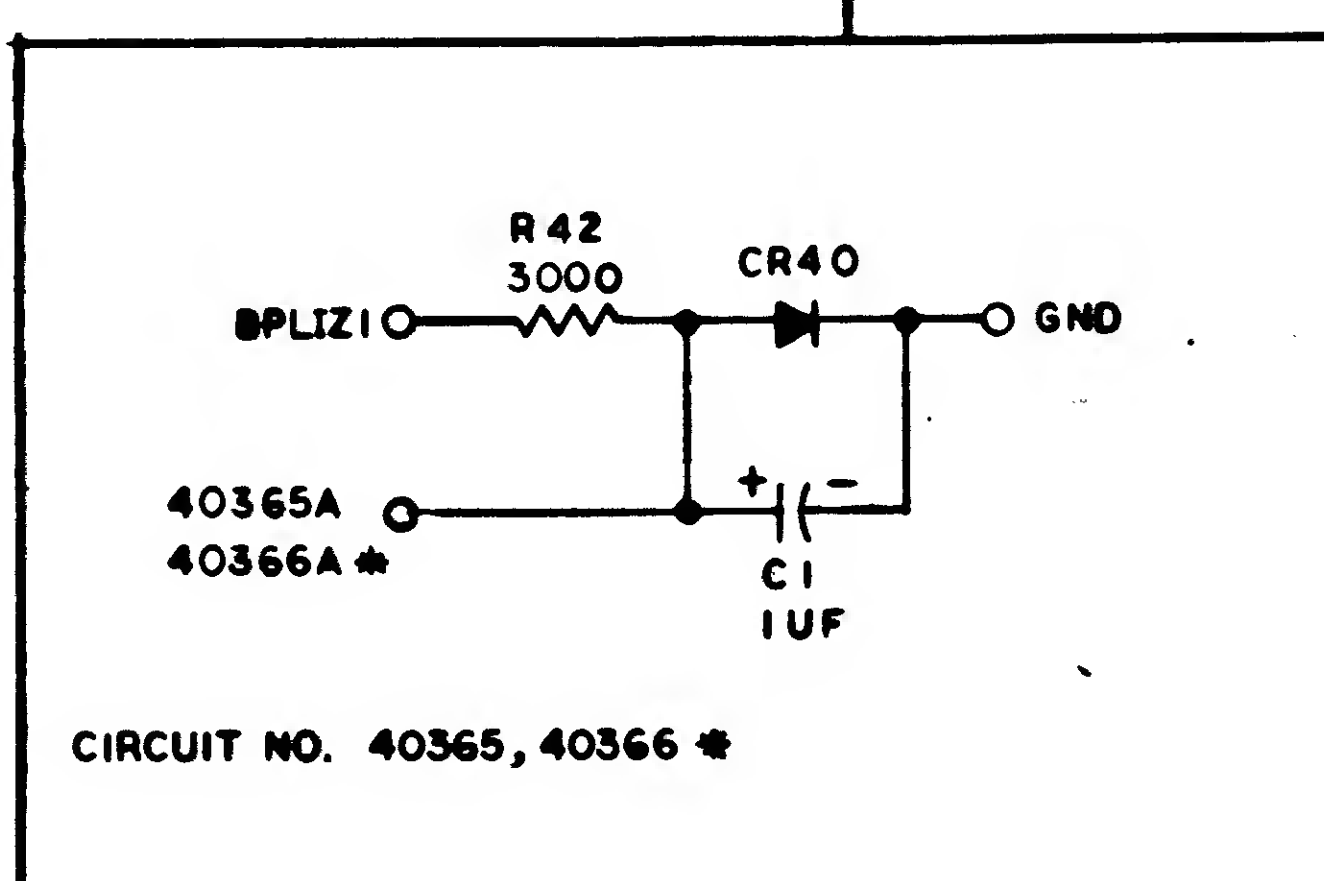 R42
3000
CR40
BPLIZ1
GND
40365A
40366A *
+ -
C1
1UF
CIRCUIT NO. 40365, 40366 *